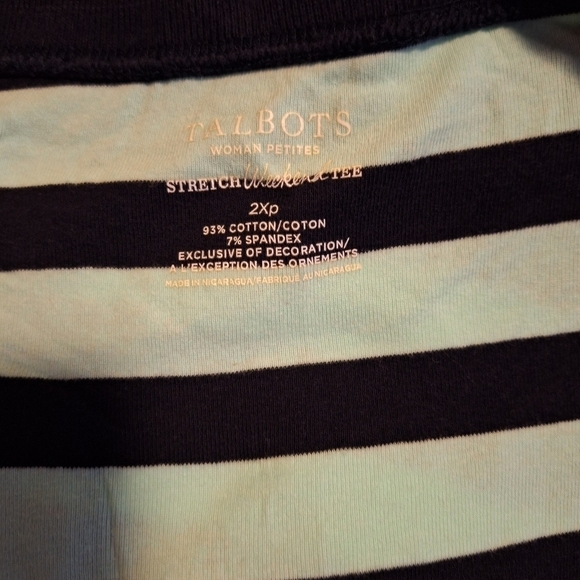 TALBOTS
WOMAN PETITES
STRETCH Weekend TEE
2Xp
93% COTTON/COTON
7% SPANDEX
EXCLUSIVE OF DECORATION/
A L'EXCEPTION DES ORNEMENTS
MADE IN NICARAGUA/FABRIQUÉ AU NICARAGUA